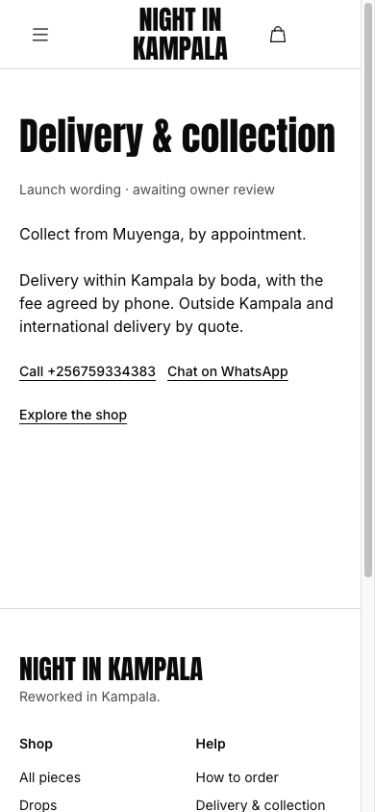 NIGHT IN
KAMPALA
Delivery & collection
Launch wording · awaiting owner review
Collect from Muyenga, by appointment.
Delivery within Kampala by boda, with the
fee agreed by phone. Outside Kampala and
international delivery by quote.
Call +256759334383 Chat on WhatsApp
Explore the shop
NIGHT IN KAMPALA
Reworked in Kampala.
Shop Help
All pieces How to order
Drops Delivery & collection